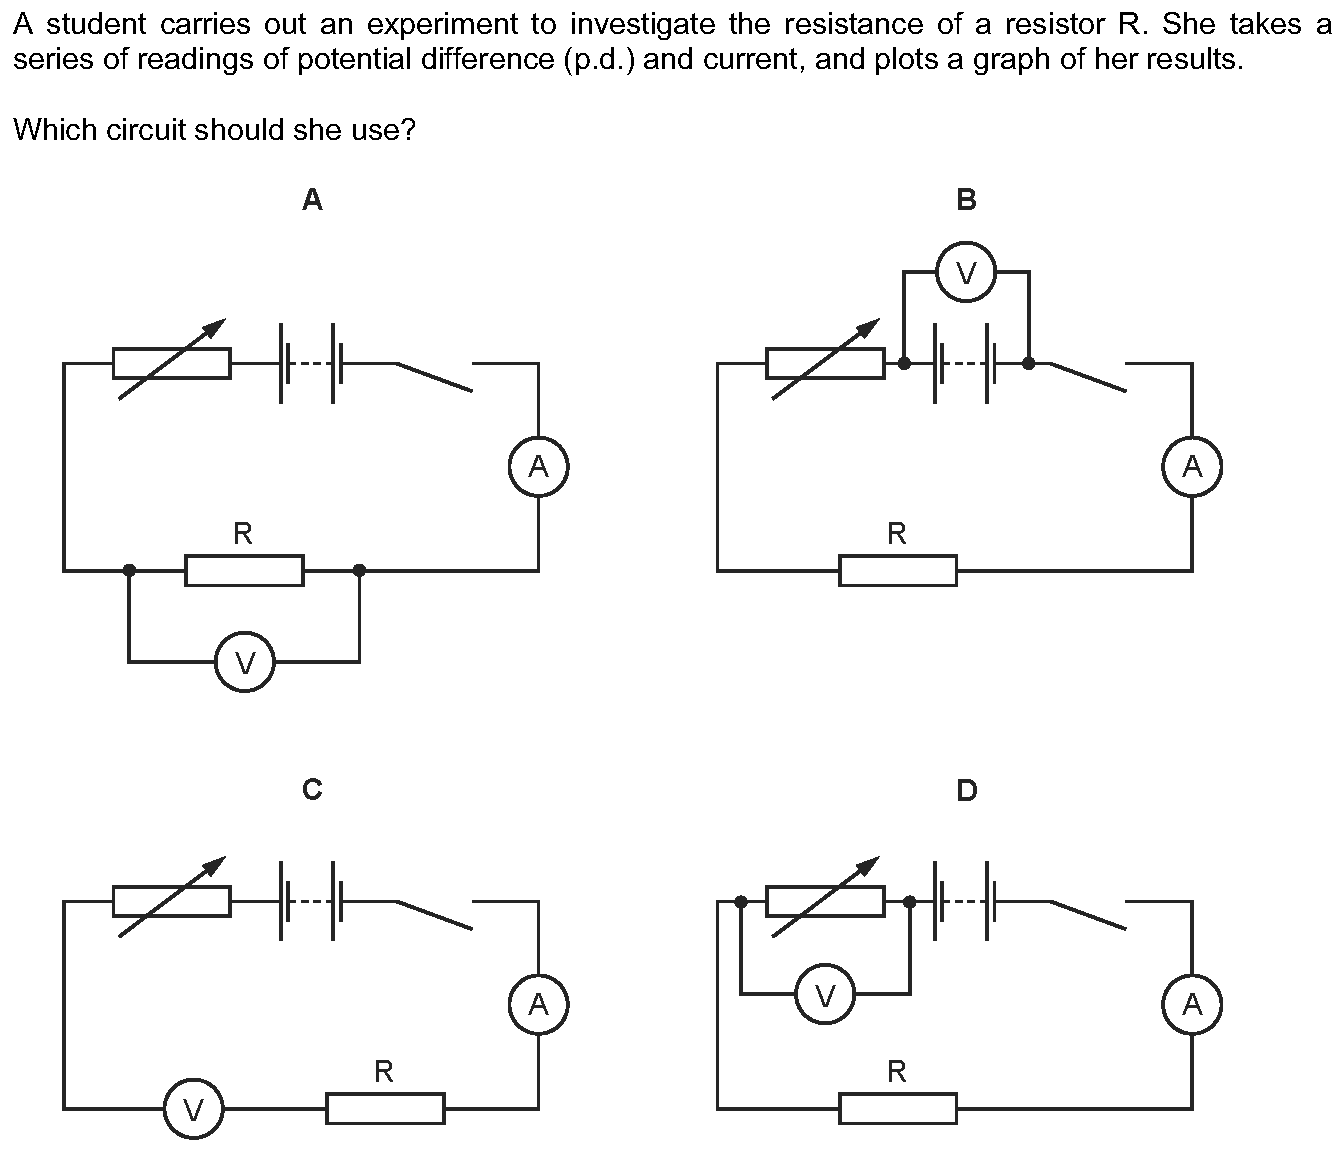 A student carries out an experiment to investigate the resistance of a resistor R. She takes a
series of readings of potential difference (p.d.) and current, and plots a graph of her results.
Which circuit should she use?
A
B
V
A
A
R
R
V
C
D
V
A
A
R
R
V